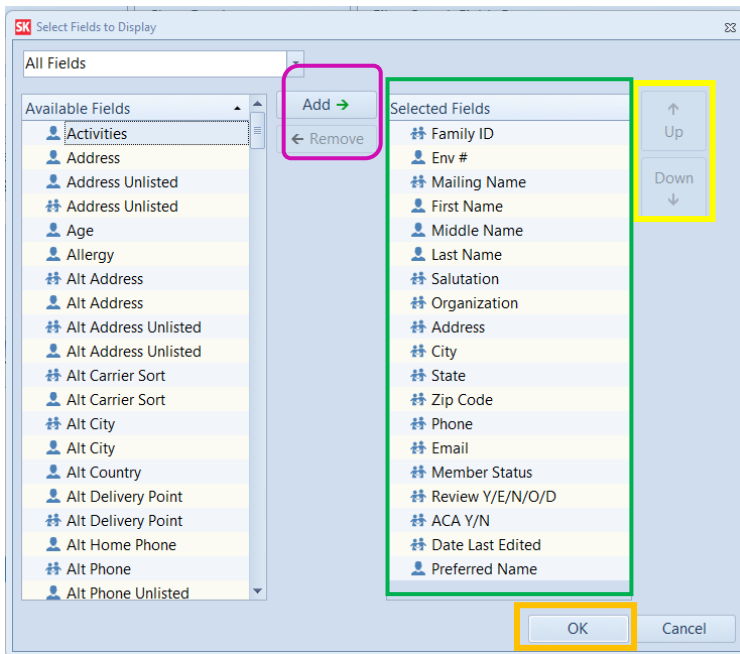 SK Select Fields to Display
All Fields
Available Fields
Activities
Address
Address Unlisted
Address Unlisted
Age
Allergy
Alt Address
Alt Address
Alt Address Unlisted
Alt Address Unlisted
Alt Carrier Sort
Alt Carrier Sort
Alt City
Alt City
Alt Country
Alt Delivery Point
Alt Delivery Point
Alt Home Phone
Alt Phone
Alt Phone Unlisted
Add →
← Remove
Selected Fields
Family ID
Env #
Mailing Name
First Name
Middle Name
Last Name
Salutation
Organization
Address
City
State
Zip Code
Phone
Email
Member Status
Review Y/E/N/O/D
ACA Y/N
Date Last Edited
Preferred Name
↑
Up
Down
↓
OK
Cancel